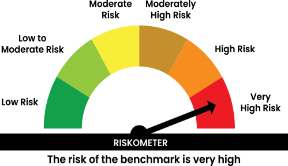 Low Risk
Low to
Moderate Risk
Moderate
Risk
Moderately
High Risk
High Risk
Very
High Risk
RISKOMETER
The risk of the benchmark is very high